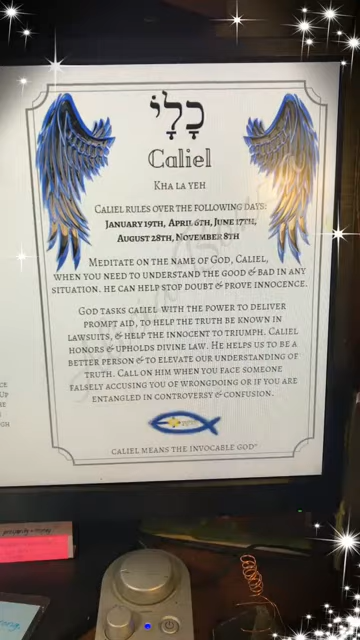 כָלָיֹ
Caliel
KHA LA YEH
CALIEL RULES OVER THE FOLLOWING DAYS:
JANUARY 19TH, APRIL 6TH, JUNE 17TH,
AUGUST 28TH, NOVEMBER 8TH
MEDITATE ON THE NAME OF GOD, CALIEL,
WHEN YOU NEED TO UNDERSTAND THE GOOD & BAD IN ANY
SITUATION. HE CAN HELP STOP DOUBT & PROVE INNOCENCE.
GOD TASKS CALIEL WITH THE POWER TO DELIVER
PROMPT AID, TO HELP THE TRUTH BE KNOWN IN
LAWSUITS, & HELP THE INNOCENT TO TRIUMPH. CALIEL
HONORS & UPHOLDS DIVINE LAW. HE HELPS US TO BE A
BETTER PERSON & TO ELEVATE OUR UNDERSTANDING OF
TRUTH. CALL ON HIM WHEN YOU FACE SOMEONE
FALSELY ACCUSING YOU OF WRONGDOING OR IF YOU ARE
ENTANGLED IN CONTROVERSY & CONFUSION.
CALIEL MEANS THE INVOCABLE GOD"